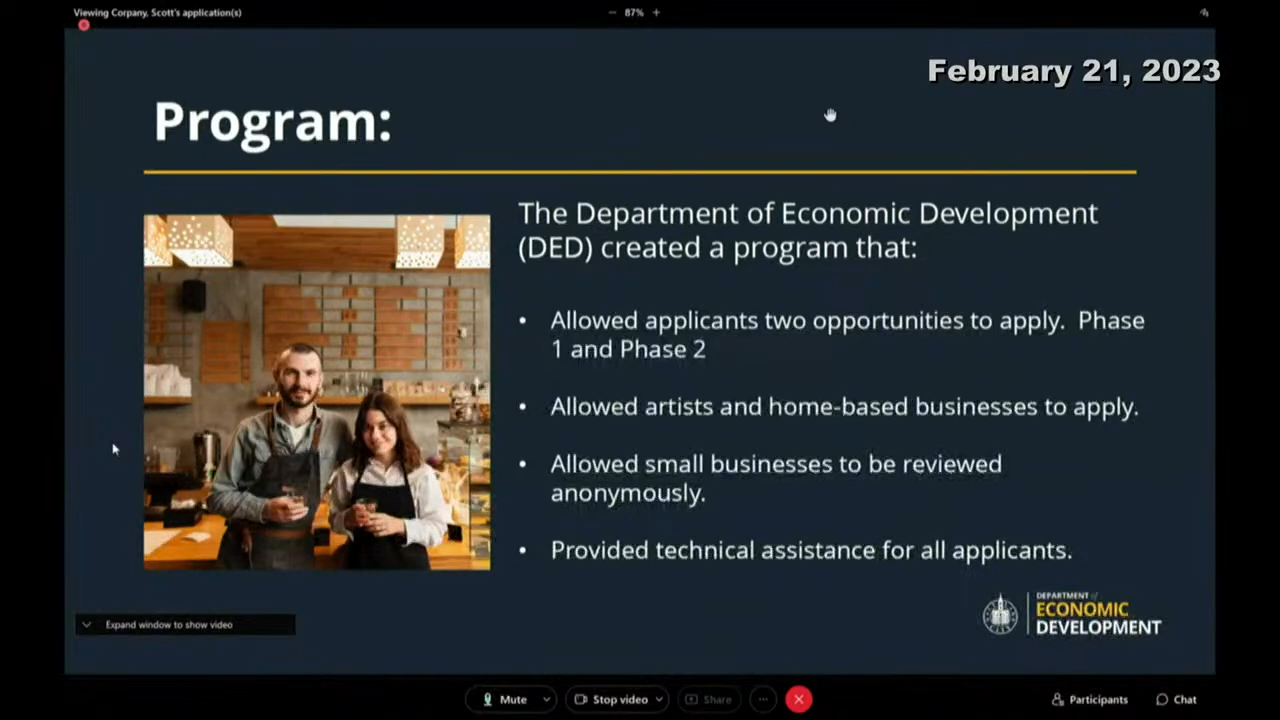 Viewing Corpany, Scott's application(s)
87%
February 21, 2023
Program:
The Department of Economic Development
(DED) created a program that:
• Allowed applicants two opportunities to apply.  Phase
1 and Phase 2
• Allowed artists and home-based businesses to apply.
• Allowed small businesses to be reviewed
anonymously.
• Provided technical assistance for all applicants.
DEPARTMENT of
ECONOMIC
DEVELOPMENT
Expand window to show video
Mute
Stop video
Share
Participants
Chat